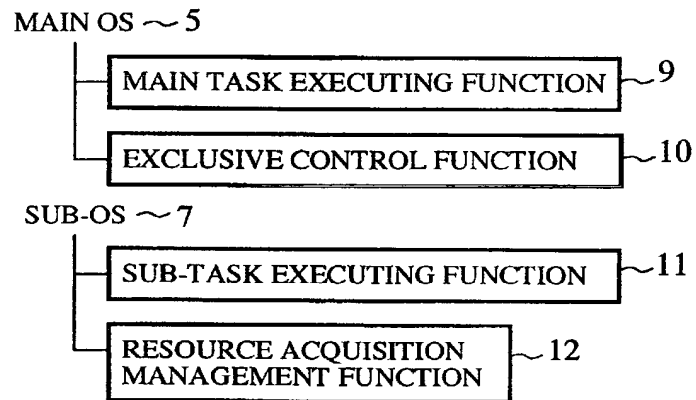 MAIN OS ~ 5
MAIN TASK EXECUTING FUNCTION ~ 9
EXCLUSIVE CONTROL FUNCTION ~ 10
SUB-OS ~ 7
SUB-TASK EXECUTING FUNCTION ~ 11
RESOURCE ACQUISITION ~ 12
MANAGEMENT FUNCTION